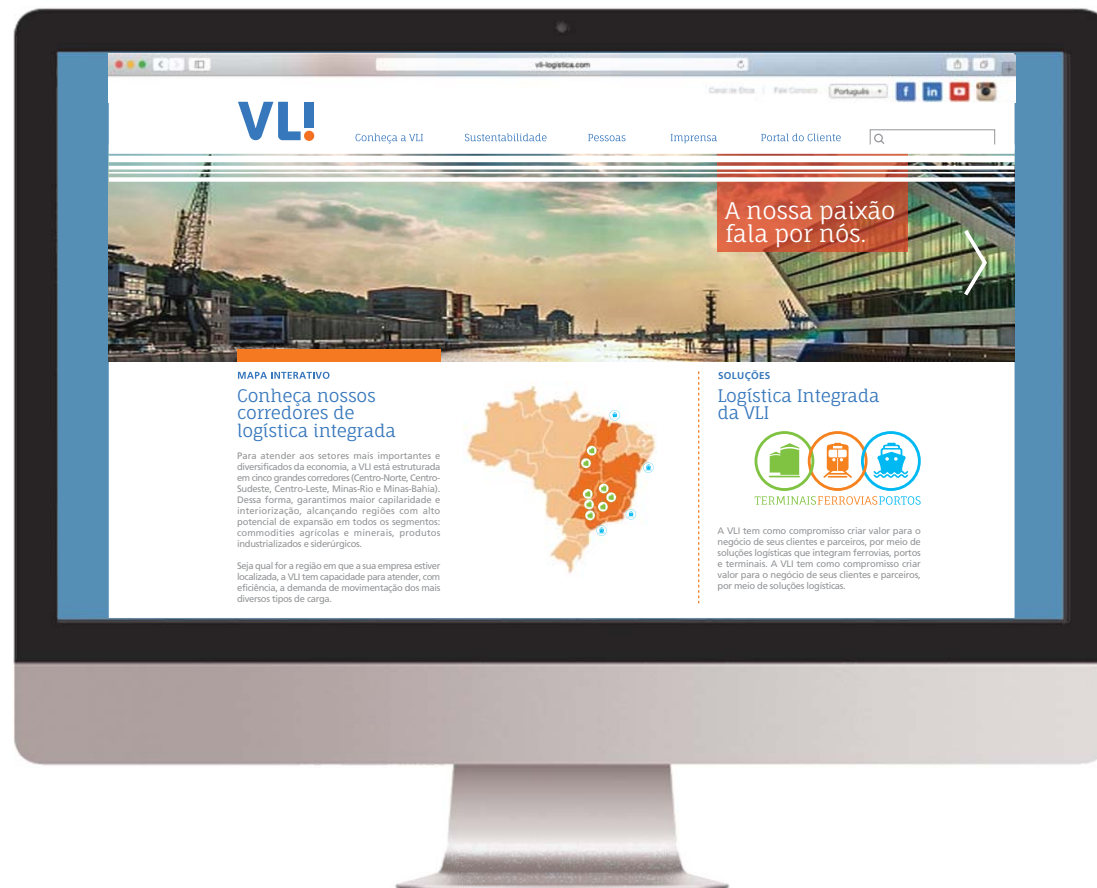 vli-logistica.com
Canal de Ética | Fale Conosco
Português
f in
VL!
Conheça a VLI Sustentabilidade Pessoas Imprensa Portal do Cliente
A nossa paixão
fala por nós.
MAPA INTERATIVO
Conheça nossos
corredores de
logística integrada
Para atender aos setores mais importantes e
diversificados da economia, a VLI está estruturada
em cinco grandes corredores (Centro-Norte, Centro-
Sudeste, Centro-Leste, Minas-Rio e Minas-Bahia).
Dessa forma, garantimos maior capilaridade e
interiorização, alcançando regiões com alto
potencial de expansão em todos os segmentos:
commodities agrícolas e minerais, produtos
industrializados e siderúrgicos.
Seja qual for a região em que a sua empresa estiver
localizada, a VLI tem capacidade para atender, com
eficiência, a demanda de movimentação dos mais
diversos tipos de carga.
SOLUÇÕES
Logística Integrada
da VLI
TERMINAIS FERROVIAS PORTOS
A VLI tem como compromisso criar valor para o
negócio de seus clientes e parceiros, por meio de
soluções logísticas que integram ferrovias, portos
e terminais. A VLI tem como compromisso criar
valor para o negócio de seus clientes e parceiros,
por meio de soluções logísticas.